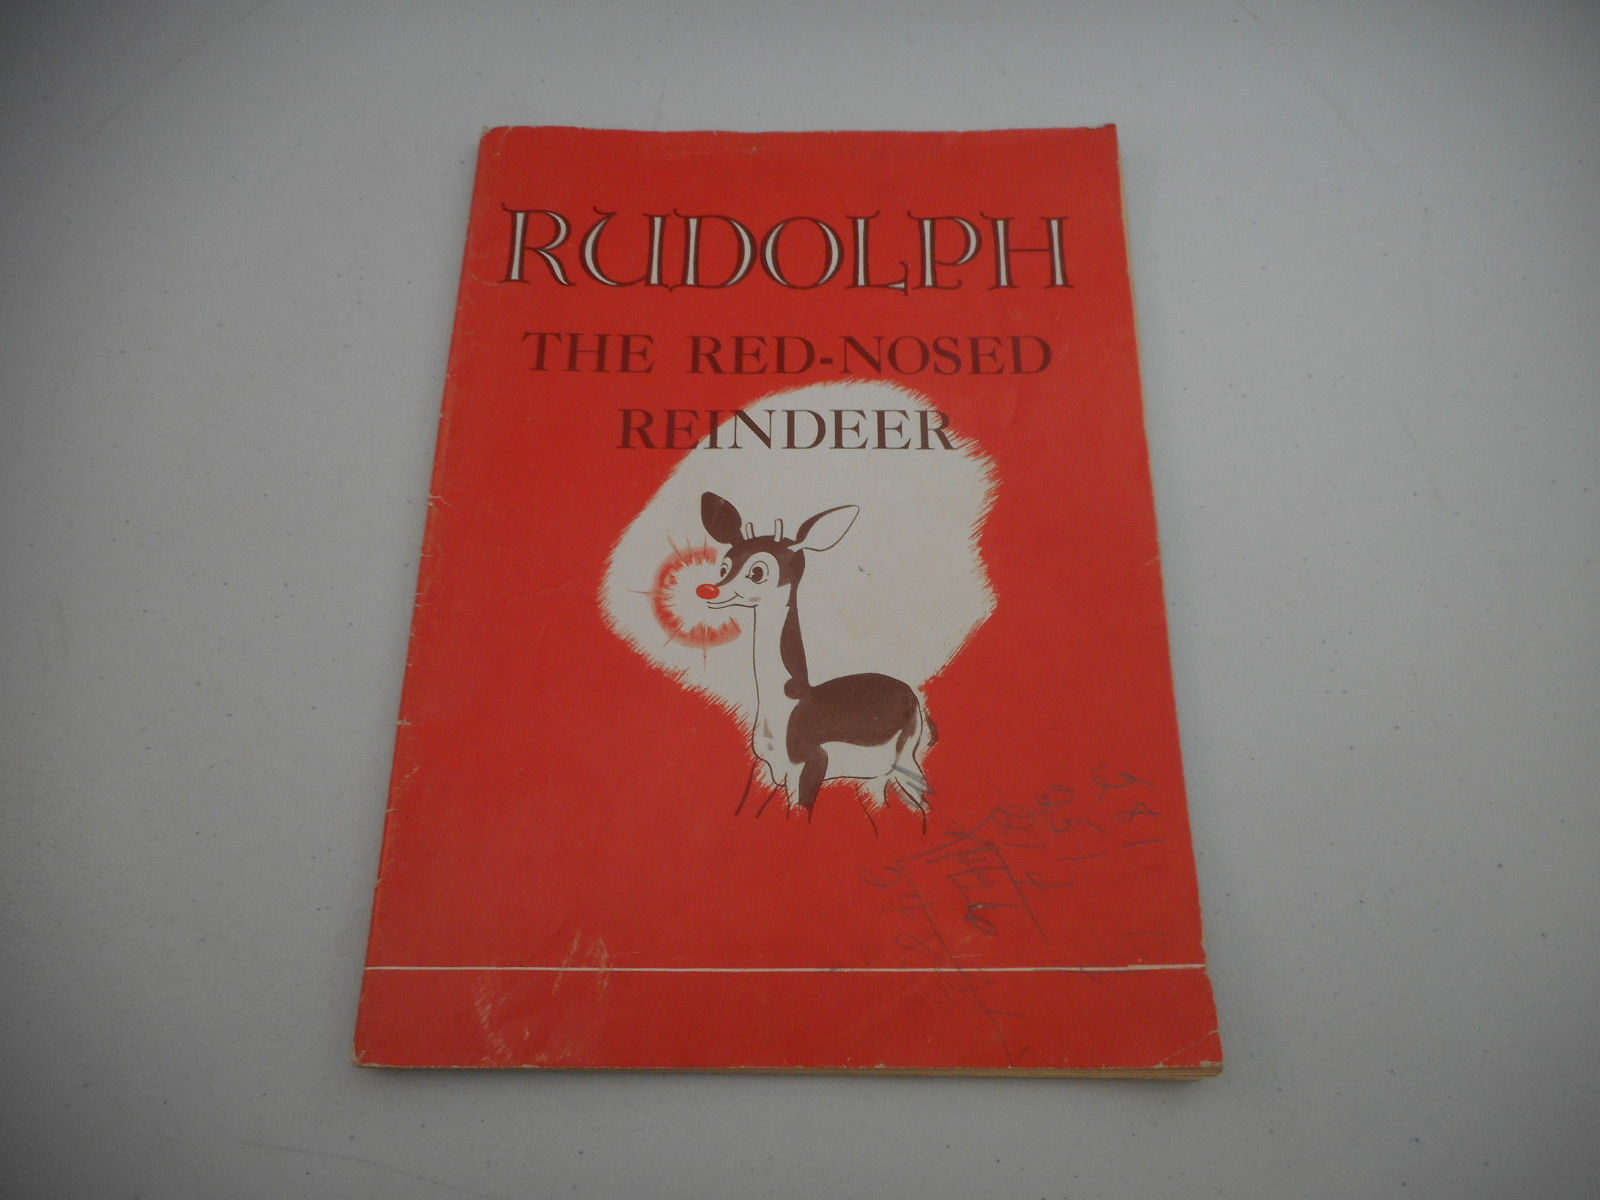 RUDOLPH
THE RED-NOSED
REINDEER